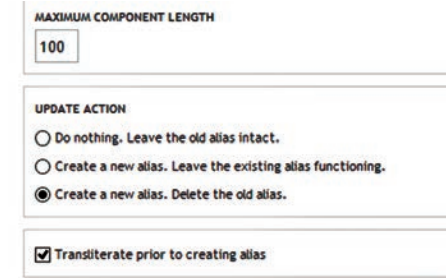 MAXIMUM COMPONENT LENGTH
100
UPDATE ACTION
Do nothing. Leave the old alias intact.
Create a new alias. Leave the existing alias functioning.
Create a new alias. Delete the old alias.
Transliterate prior to creating alias